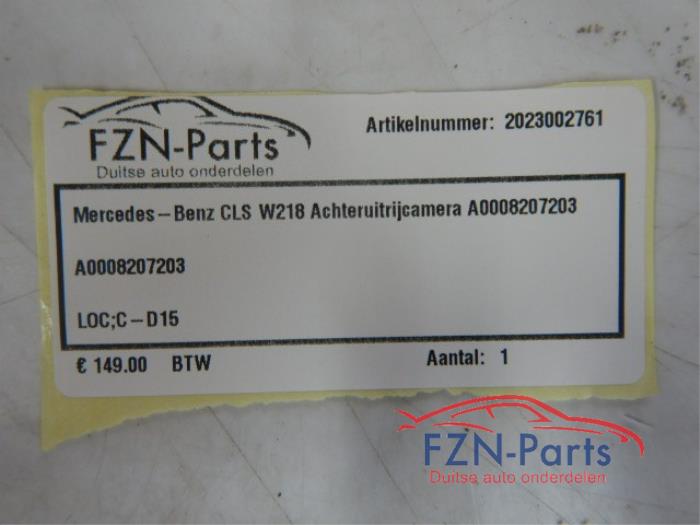 FZN-Parts
Duitse auto onderdelen
Artikelnummer: 2023002761
Mercedes-Benz CLS W218 Achteruitrijcamera A0008207203
A0008207203
LOC;C-D15
€ 149.00 BTW
Aantal: 1
FZN-Parts
Duitse auto onderdelen